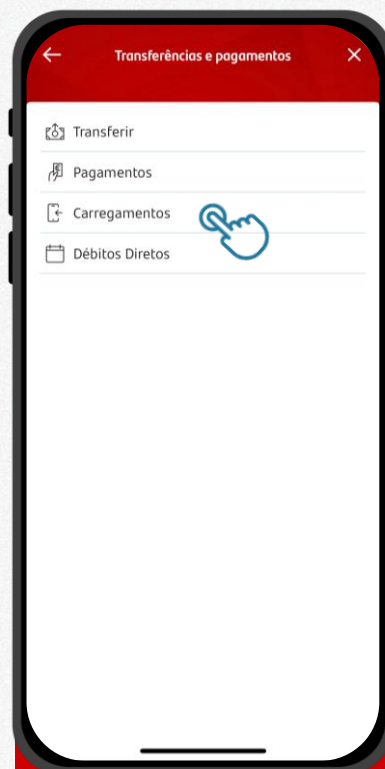 Transferências e pagamentos
Transferir
Pagamentos
Carregamentos
Débitos Diretos